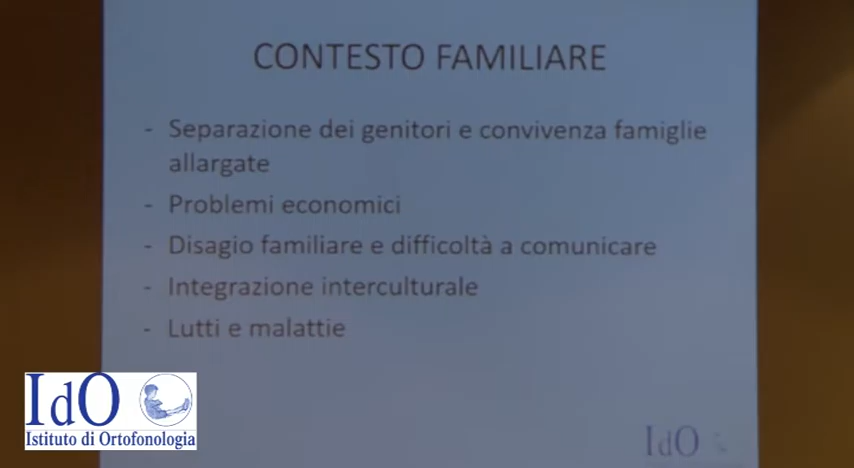 CONTESTO FAMILIARE
- Separazione dei genitori e convivenza famiglie
allargate
- Problemi economici
- Disagio familiare e difficoltà a comunicare
- Integrazione interculturale
- Lutti e malattie
IdO
Istituto di Ortofonologia
IdO